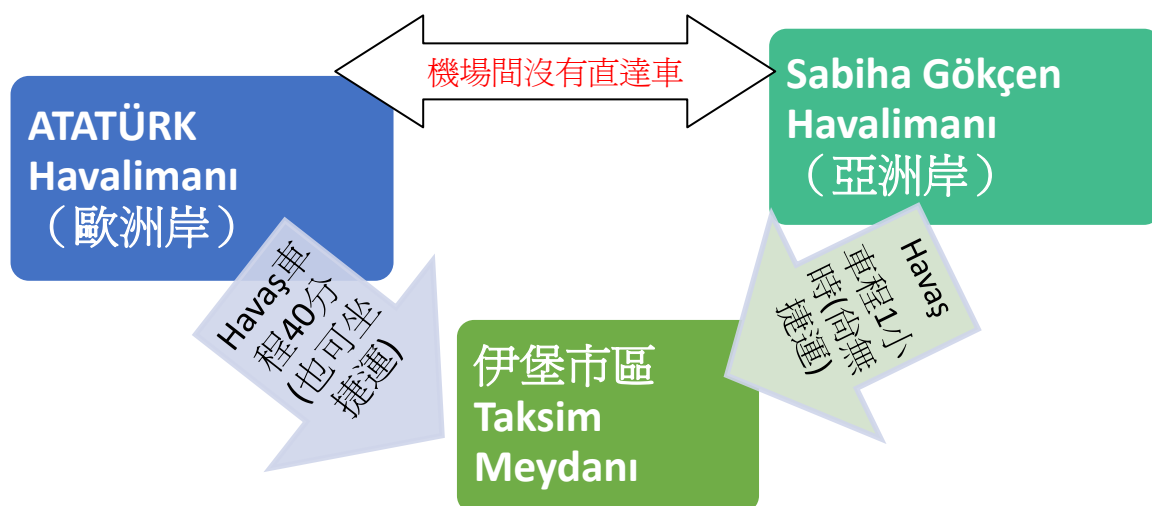 機場間沒有直達車
ATATÜRK
Havalimanı
（歐洲岸）
Sabiha Gökçen
Havalimanı
（亞洲岸）
Havaş車
程40分
(也可坐
捷運)
Havaş
車程1小
時(尚無
捷運)
伊堡市區
Taksim
Meydanı